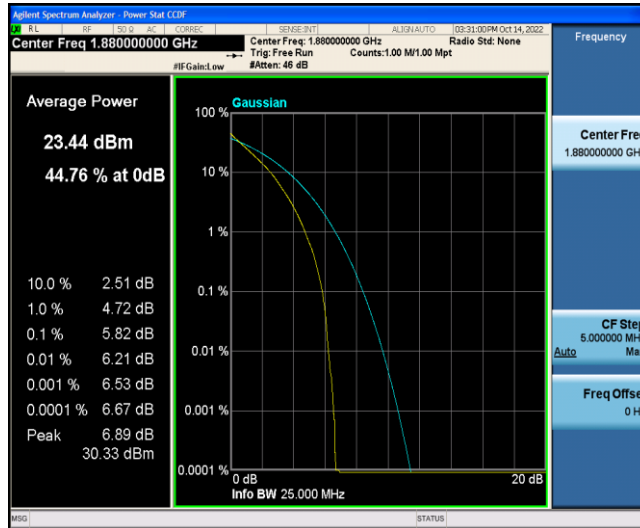 Agilent Spectrum Analyzer - Power Stat CCDF
RL RF 50 Ω AC CORREC SENSE:INT ALIGN AUTO 03:31:00PM Oct 14, 2022
Center Freq 1.880000000 GHz
Center Freq: 1.880000000 GHz Radio Std: None
Trig: Free Run Counts:1.00 M/1.00 Mpt
#IFGain:Low #Atten: 46 dB
Frequency
Average Power
23.44 dBm
44.76 % at 0dB
10.0 % 2.51 dB
1.0 % 4.72 dB
0.1 % 5.82 dB
0.01 % 6.21 dB
0.001 % 6.53 dB
0.0001 % 6.67 dB
Peak 6.89 dB
30.33 dBm
Gaussian
100 %
10 %
1 %
0.1 %
0.01 %
0.001 %
0.0001 %
0 dB 20 dB
Info BW 25.000 MHz
Center Fre
1.880000000 GH
CF Ste
5.000000 MH
Auto Ma
Freq Offse
0 H
MSG STATUS